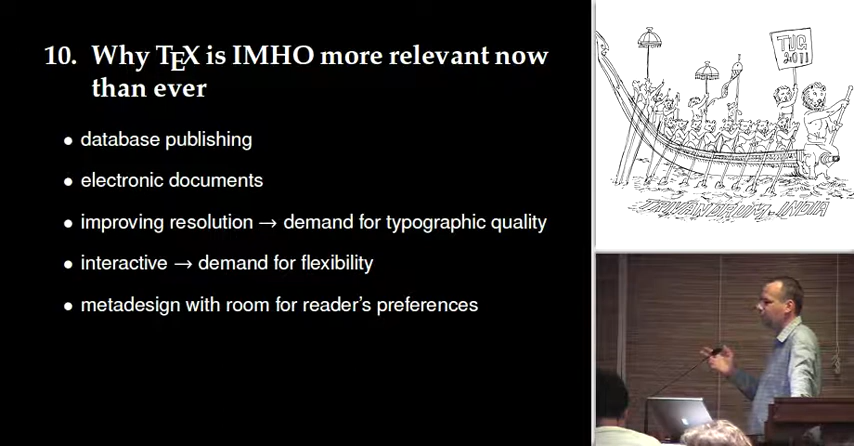 10. Why TEX is IMHO more relevant now
than ever
• database publishing
• electronic documents
• improving resolution → demand for typographic quality
• interactive → demand for flexibility
• metadesign with room for reader's preferences
TUG
2011
TRIVANDRUM, INDIA